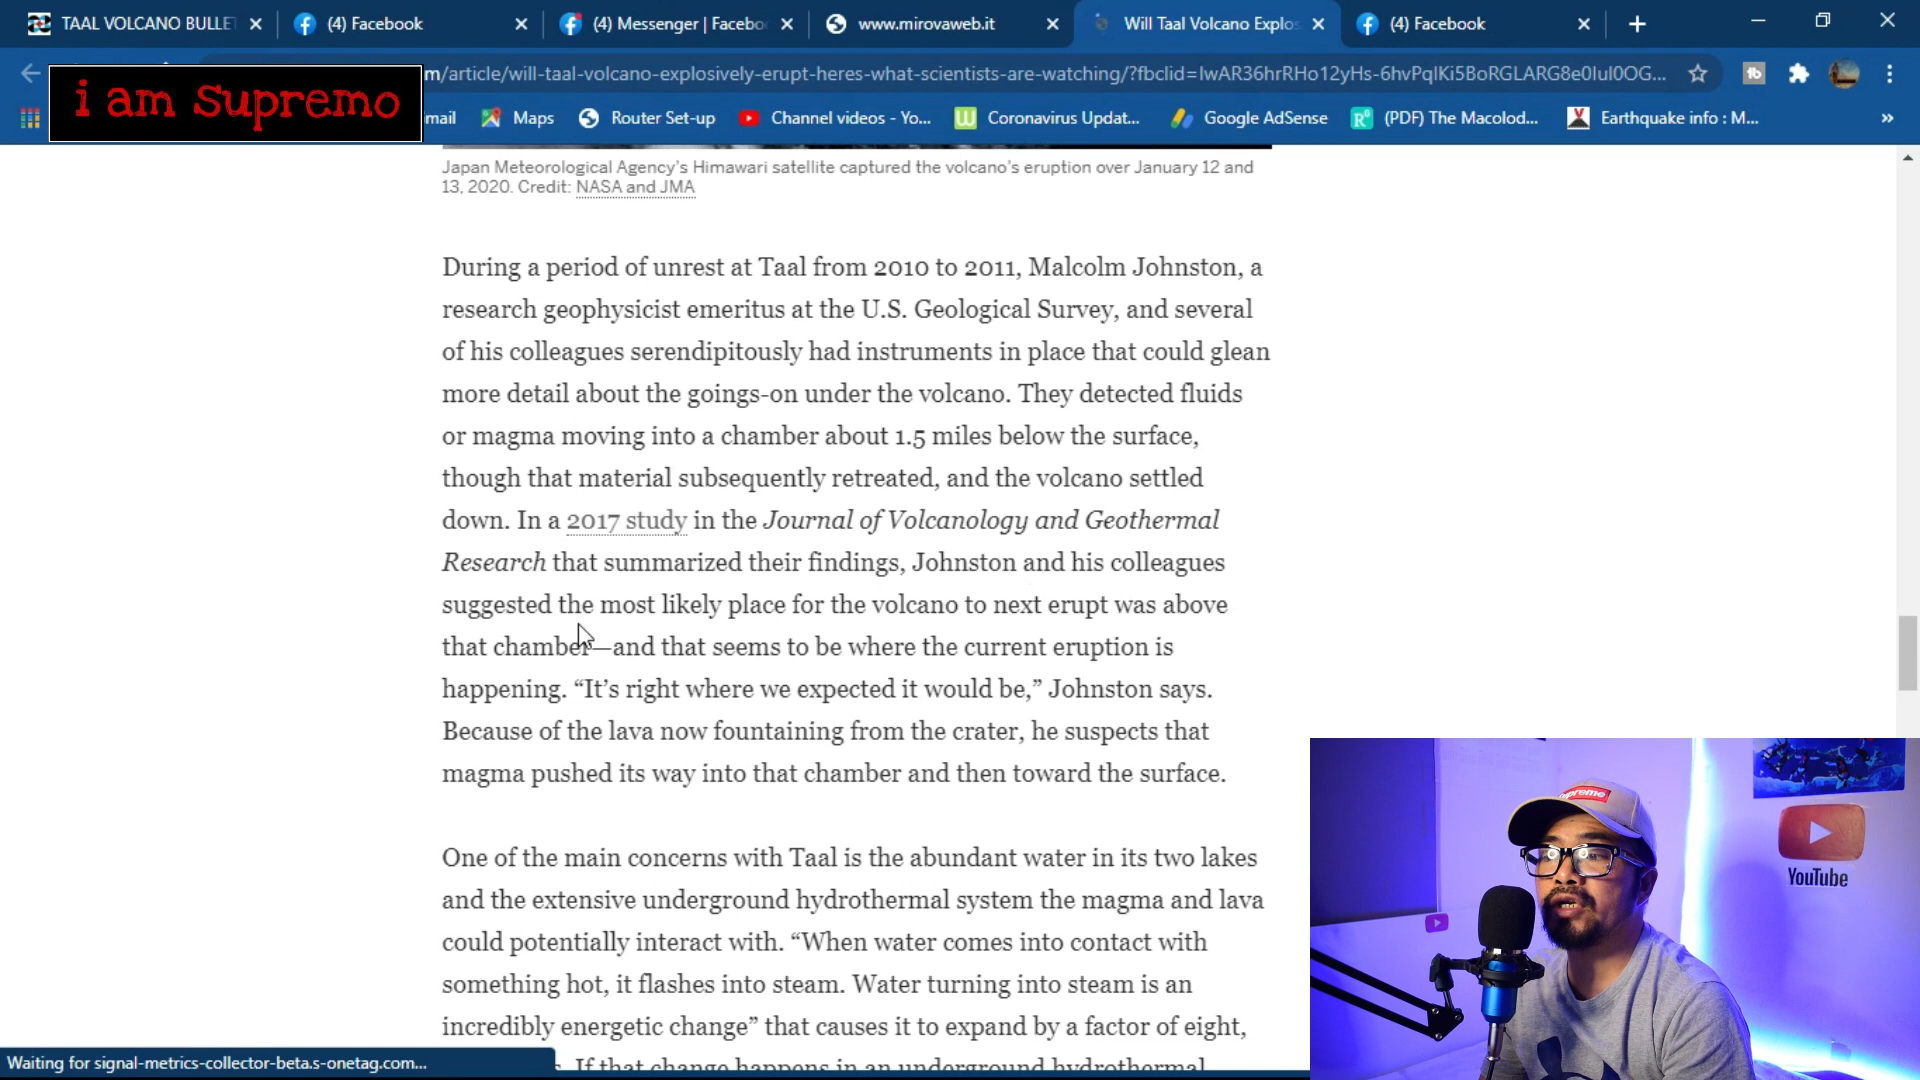 TAAL VOLCANO BULLE
(4) Facebook
(4) Messenger | Facebo
www.mirovaweb.it
Will Taal Volcano Explos
(4) Facebook
m/article/will-taal-volcano-explosively-erupt-heres-what-scientists-are-watching/?fbclid=IwAR36hrRHo12yHs-6hvPqlKi5BoRGLARG8e0Iul0OG...
i am supremo
mail
Maps
Router Set-up
Channel videos - Yo...
Coronavirus Updat...
Google AdSense
(PDF) The Macolod...
Earthquake info : M...
»
Japan Meteorological Agency's Himawari satellite captured the volcano's eruption over January 12 and
13, 2020. Credit: NASA and JMA
During a period of unrest at Taal from 2010 to 2011, Malcolm Johnston, a
research geophysicist emeritus at the U.S. Geological Survey, and several
of his colleagues serendipitously had instruments in place that could glean
more detail about the goings-on under the volcano. They detected fluids
or magma moving into a chamber about 1.5 miles below the surface,
though that material subsequently retreated, and the volcano settled
down. In a 2017 study in the Journal of Volcanology and Geothermal
Research that summarized their findings, Johnston and his colleagues
suggested the most likely place for the volcano to next erupt was above
that chamber—and that seems to be where the current eruption is
happening. “It’s right where we expected it would be,” Johnston says.
Because of the lava now fountaining from the crater, he suspects that
magma pushed its way into that chamber and then toward the surface.
One of the main concerns with Taal is the abundant water in its two lakes
and the extensive underground hydrothermal system the magma and lava
could potentially interact with. “When water comes into contact with
something hot, it flashes into steam. Water turning into steam is an
incredibly energetic change” that causes it to expand by a factor of eight,
If that change happens in an underground hydrothermal
Waiting for signal-metrics-collector-beta.s-onetag.com...
Supreme
YouTube